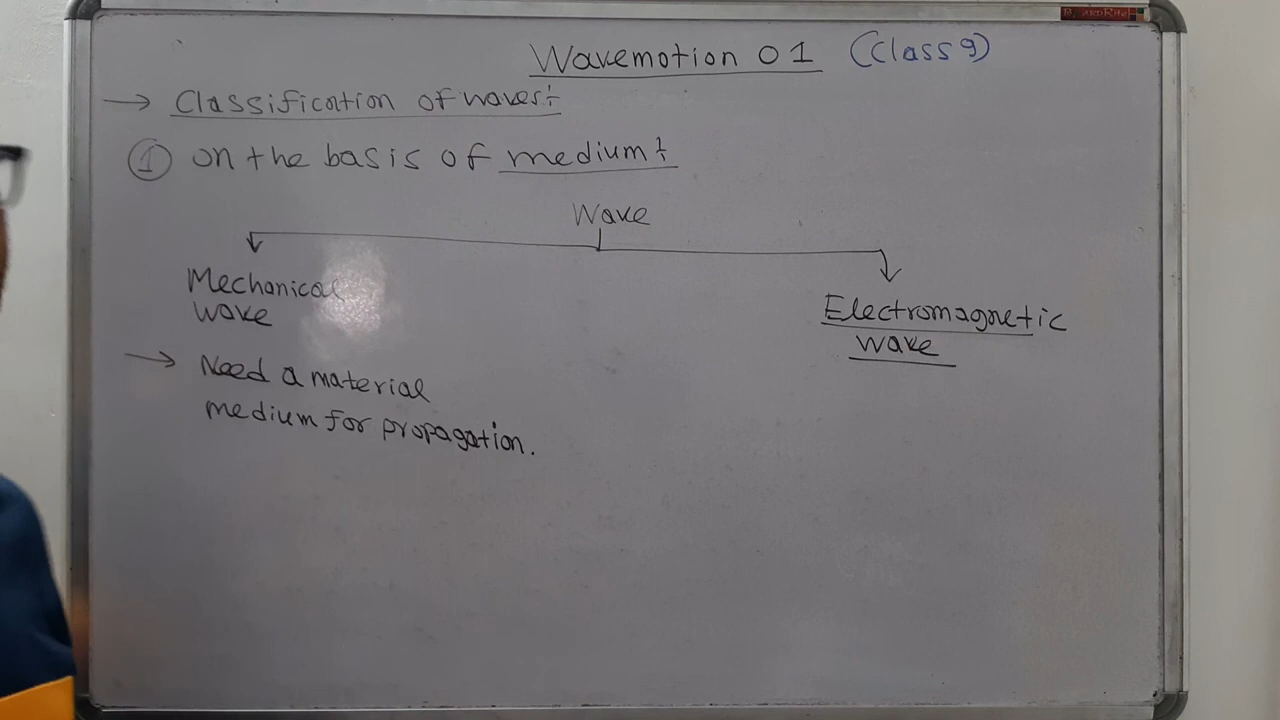 Wavemotion 01 (Class 9)
→ Classification of waves:-
① on the basis of medium:-
Wave
Mechanical
wave
Electromagnetic
wave
→ Need a material
medium for propagation.